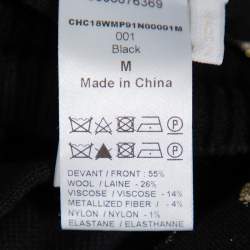 CHC18WMP91N00001M
001
Black
M
Made in China
DEVANT / FRONT : 55%
WOOL / LAINE - 26%
VISCOSE / VISCOSE - 14%
METALLIZED FIBER / - 4%
NYLON / NYLON - 1%
ELASTANE / ELASTHANNE